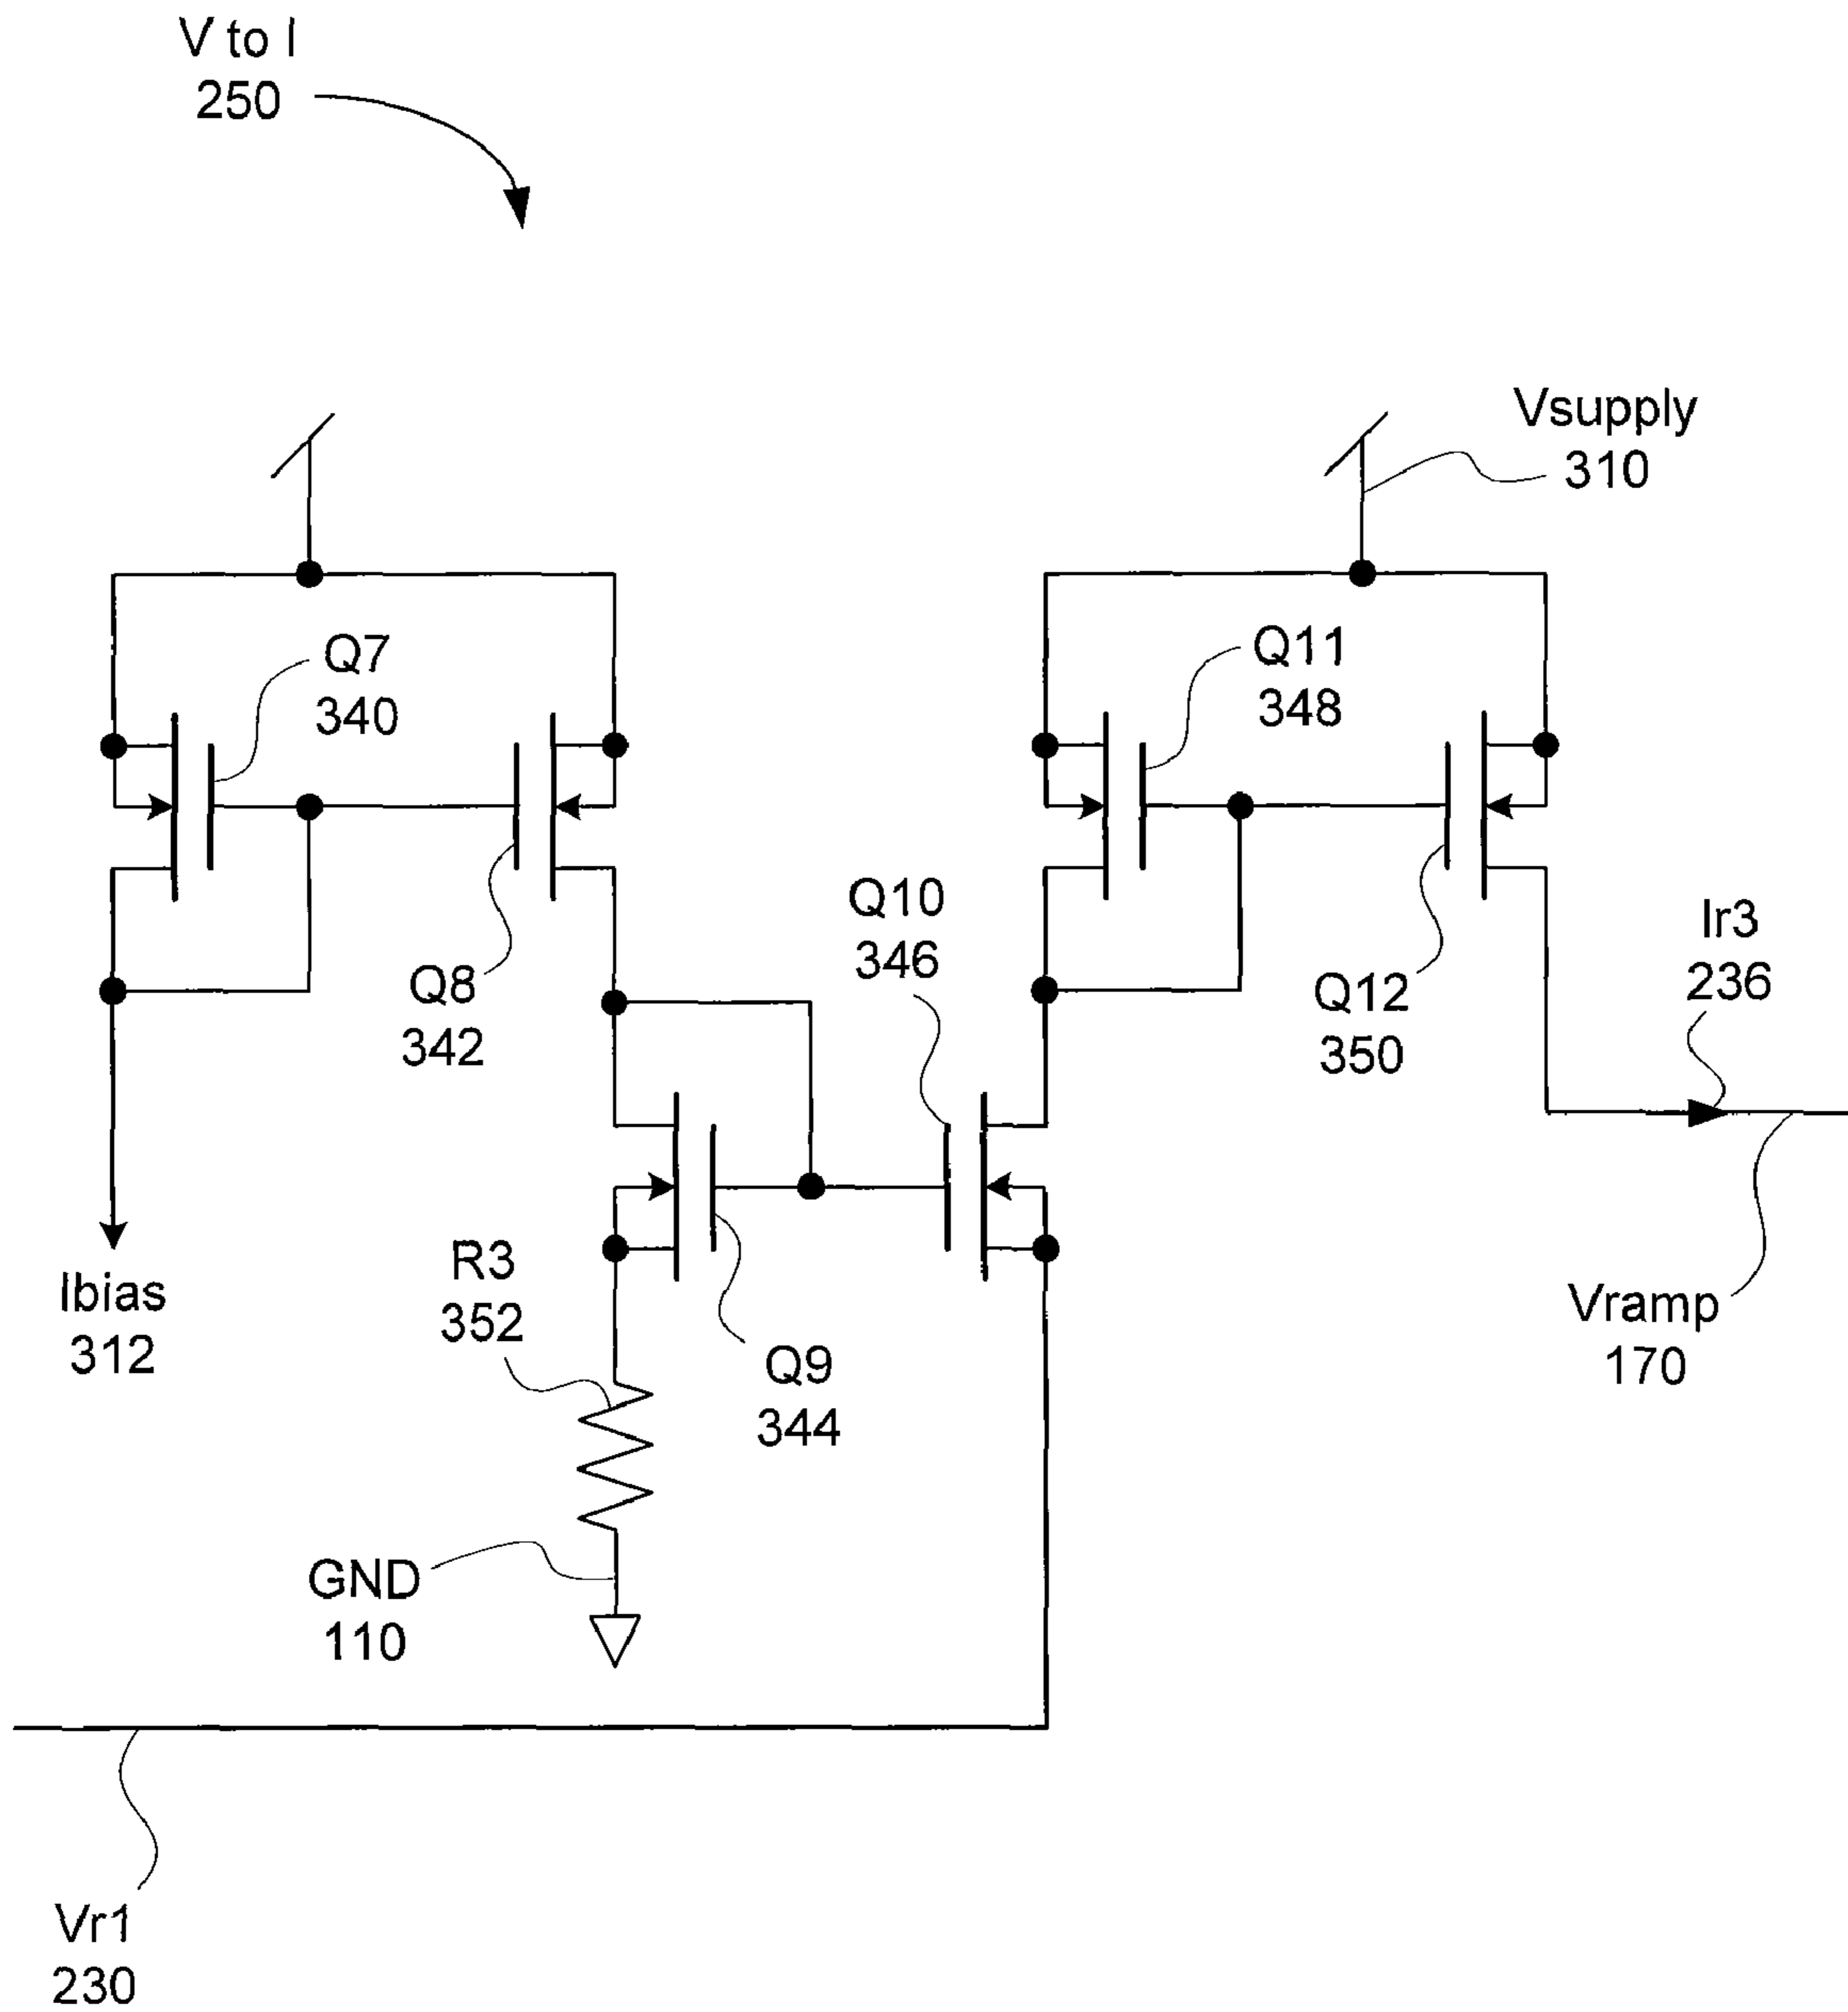 V to I
250
Vsupply
310
Q7
340
Q11
348
Q10
346
Q8
342
Ir3
236
Q12
350
R3
352
Ibias
312
Q9
344
Vramp
170
GND
110
Vr1
230